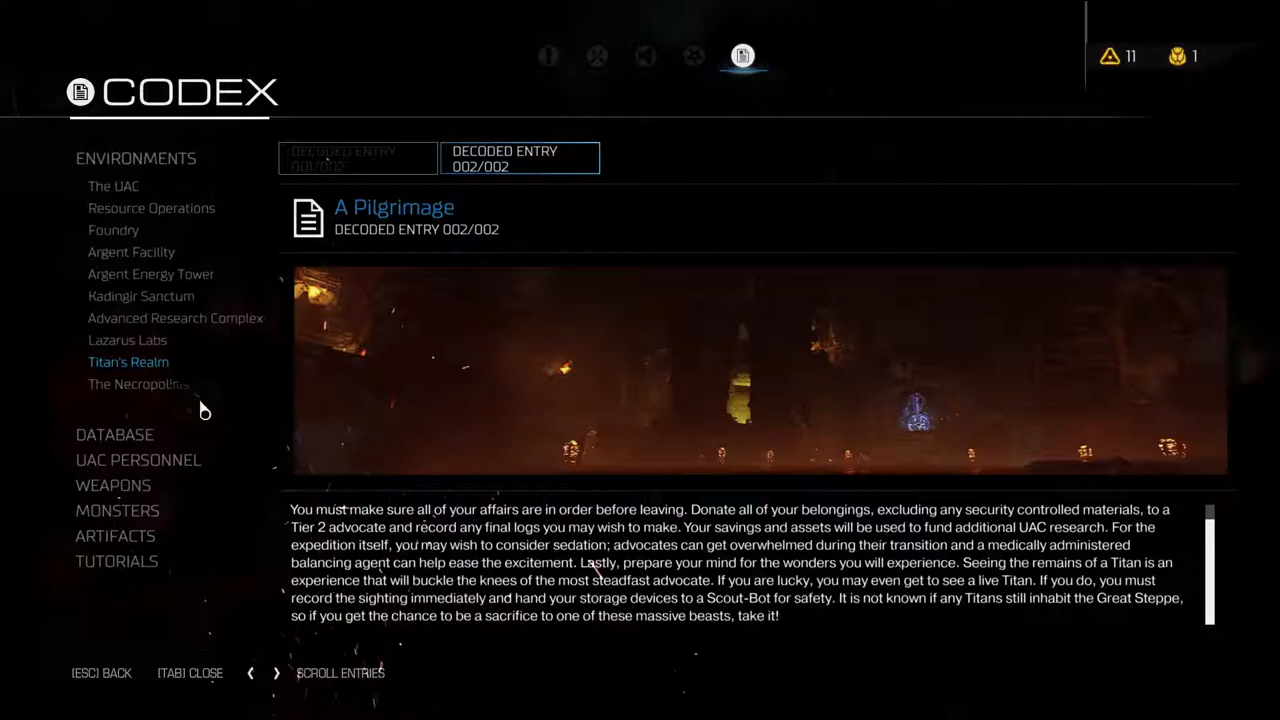 11
1
CODEX
ENVIRONMENTS
The UAC
Resource Operations
Foundry
Argent Facility
Argent Energy Tower
Kadingir Sanctum
Advanced Research Complex
Lazarus Labs
Titan's Realm
The Necropolis
DATABASE
UAC PERSONNEL
WEAPONS
MONSTERS
ARTIFACTS
TUTORIALS
DECODED ENTRY
001/002
DECODED ENTRY
002/002
A Pilgrimage
DECODED ENTRY 002/002
You must make sure all of your affairs are in order before leaving. Donate all of your belongings, excluding any security controlled materials, to a
Tier 2 advocate and record any final logs you may wish to make. Your savings and assets will be used to fund additional UAC research. For the
expedition itself, you may wish to consider sedation; advocates can get overwhelmed during their transition and a medically administered
balancing agent can help ease the excitement. Lastly, prepare your mind for the wonders you will experience. Seeing the remains of a Titan is an
experience that will buckle the knees of the most steadfast advocate. If you are lucky, you may even get to see a live Titan. If you do, you must
record the sighting immediately and hand your storage devices to a Scout-Bot for safety. It is not known if any Titans still inhabit the Great Steppe,
so if you get the chance to be a sacrifice to one of these massive beasts, take it!
[ESC] BACK [TAB] CLOSE SCROLL ENTRIES